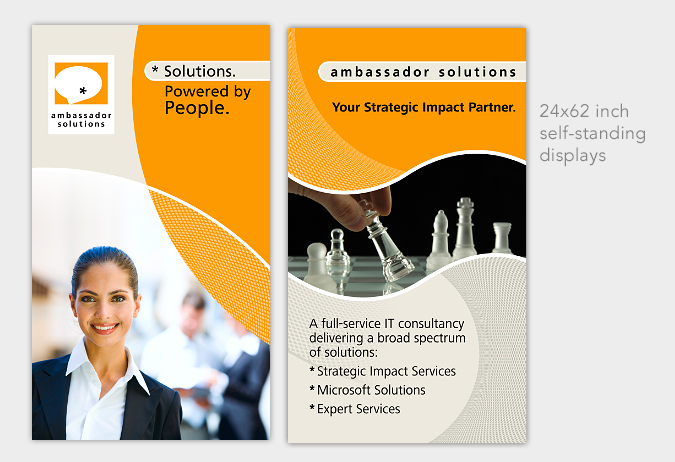 ambassador
solutions
* Solutions.
Powered by
People.
ambassador solutions
Your Strategic Impact Partner.
A full-service IT consultancy
delivering a broad spectrum
of solutions:
* Strategic Impact Services
* Microsoft Solutions
* Expert Services
24x62 inch
self-standing
displays